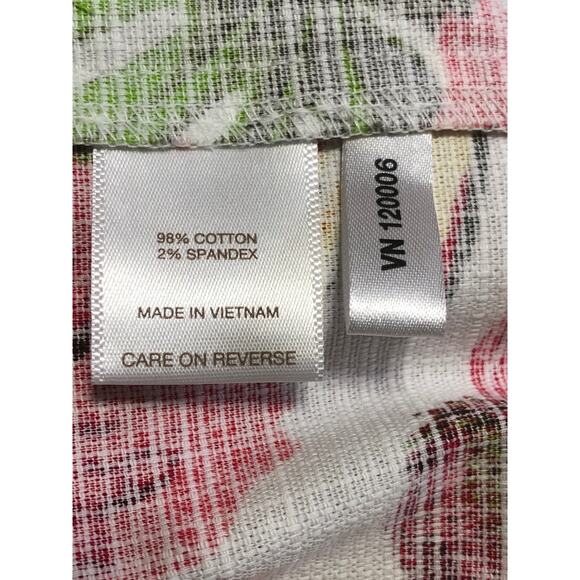 98% COTTON
2% SPANDEX
MADE IN VIETNAM
CARE ON REVERSE
VN 120006